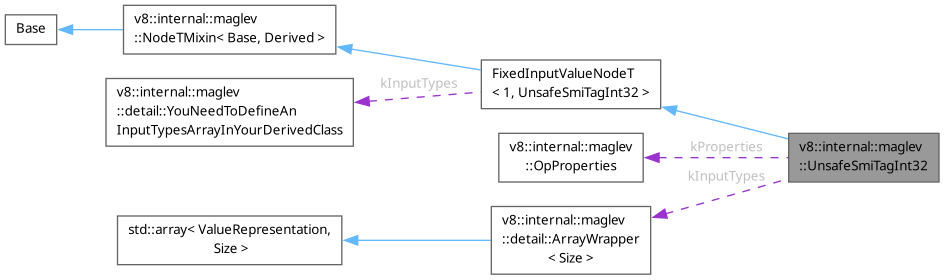 Base
v8::internal::maglev
::NodeTMixin< Base, Derived >
v8::internal::maglev
::detail::YouNeedToDefineAn
InputTypesArrayInYourDerivedClass
kInputTypes
FixedInputValueNodeT
< 1, UnsafeSmiTagInt32 >
v8::internal::maglev
::OpProperties
kProperties
kInputTypes
v8::internal::maglev
::UnsafeSmiTagInt32
std::array< ValueRepresentation,
Size >
v8::internal::maglev
::detail::ArrayWrapper
< Size >